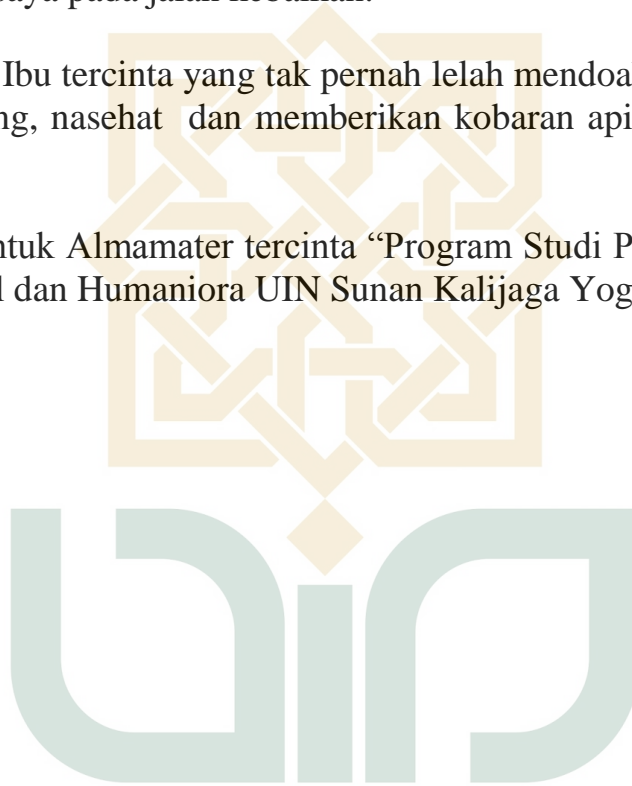 saya pada jalan kebaikan.
Ibu tercinta yang tak pernah lelah mendoa
ng, nasehat dan memberikan kobaran api
ntuk Almamater tercinta “Program Studi P
l dan Humaniora UIN Sunan Kalijaga Yog